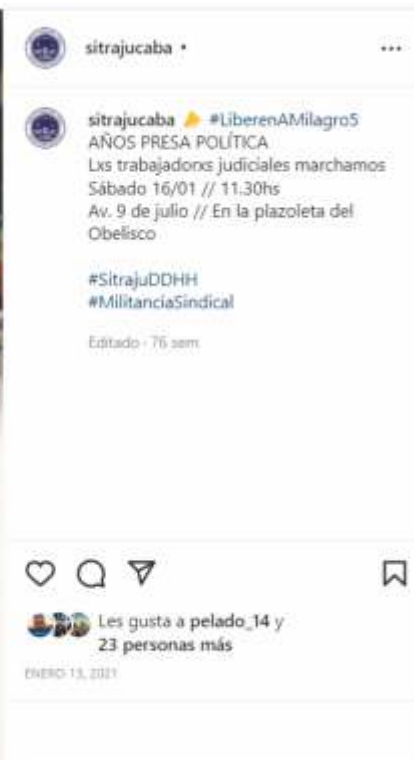 sitrajucaba •
sitrajucaba #LiberenAMilagro5
AÑOS PRESA POLÍTICA
Lxs trabajadorxs judiciales marchamos
Sábado 16/01 // 11.30hs
Av. 9 de julio // En la plazoleta del
Obelisco
#SitrajuDDHH
#MilitanciaSindical
Editado · 76 sem
Les gusta a pelado_14 y
23 personas más
ENERO 13, 2021